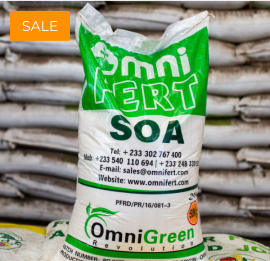 SALE
Omni
FERT
SOA
Tel: + 233 302 767 400
Mob: +233 540 110 694 | +233 248
E-mail: sales@omnifert.com
Website: www.omnifert.com
PFRD/PR/16/081-3
OmniGreen
Revolution